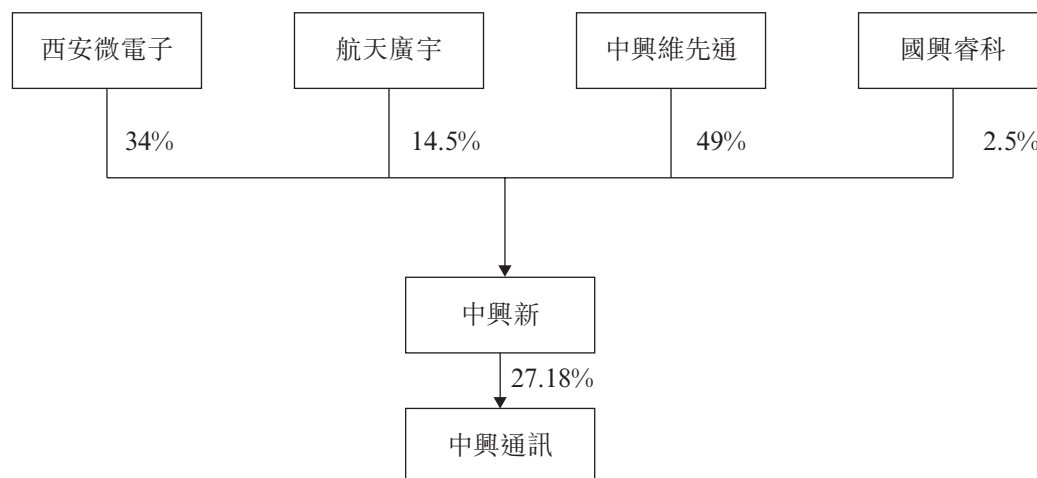 西安微電子
航天廣宇
中興維先通
國興睿科
34%
14.5%
49%
2.5%
中興新
27.18%
中興通訊